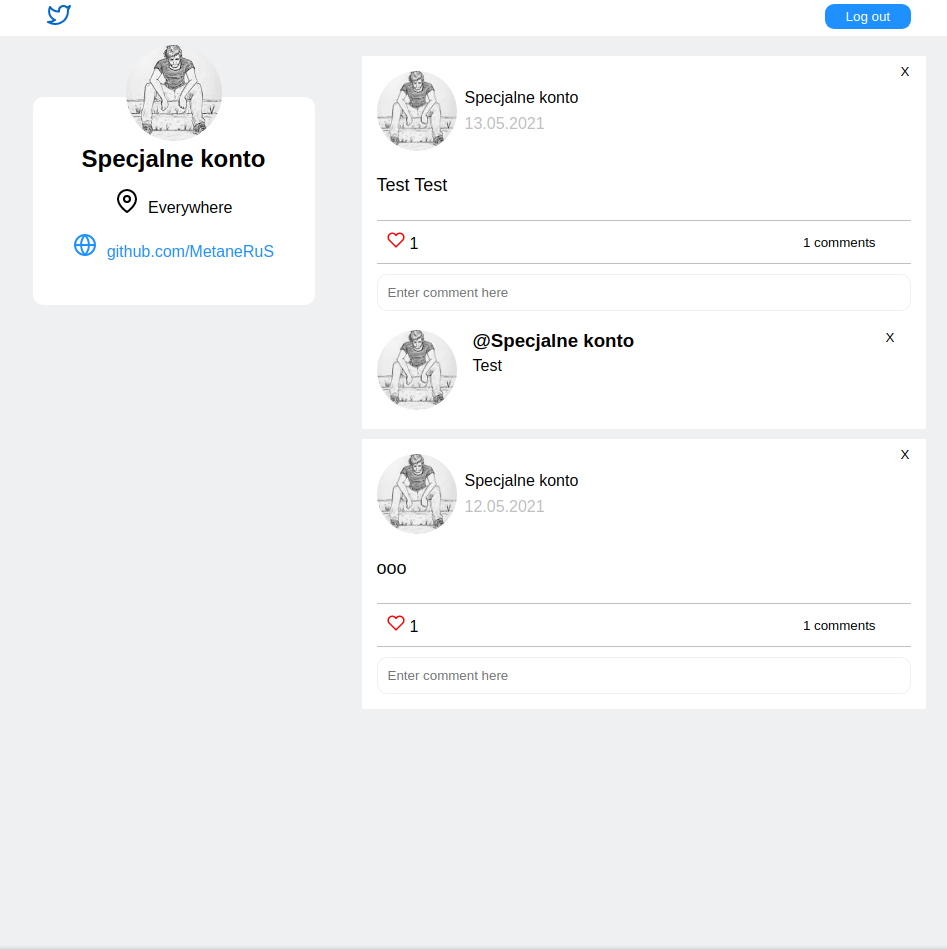 Log out
Specjalne konto
Everywhere
github.com/MetaneRuS
X
Specjalne konto
13.05.2021
Test Test
1
1 comments
Enter comment here
@Specjalne konto
X
Test
X
Specjalne konto
12.05.2021
ooo
1
1 comments
Enter comment here